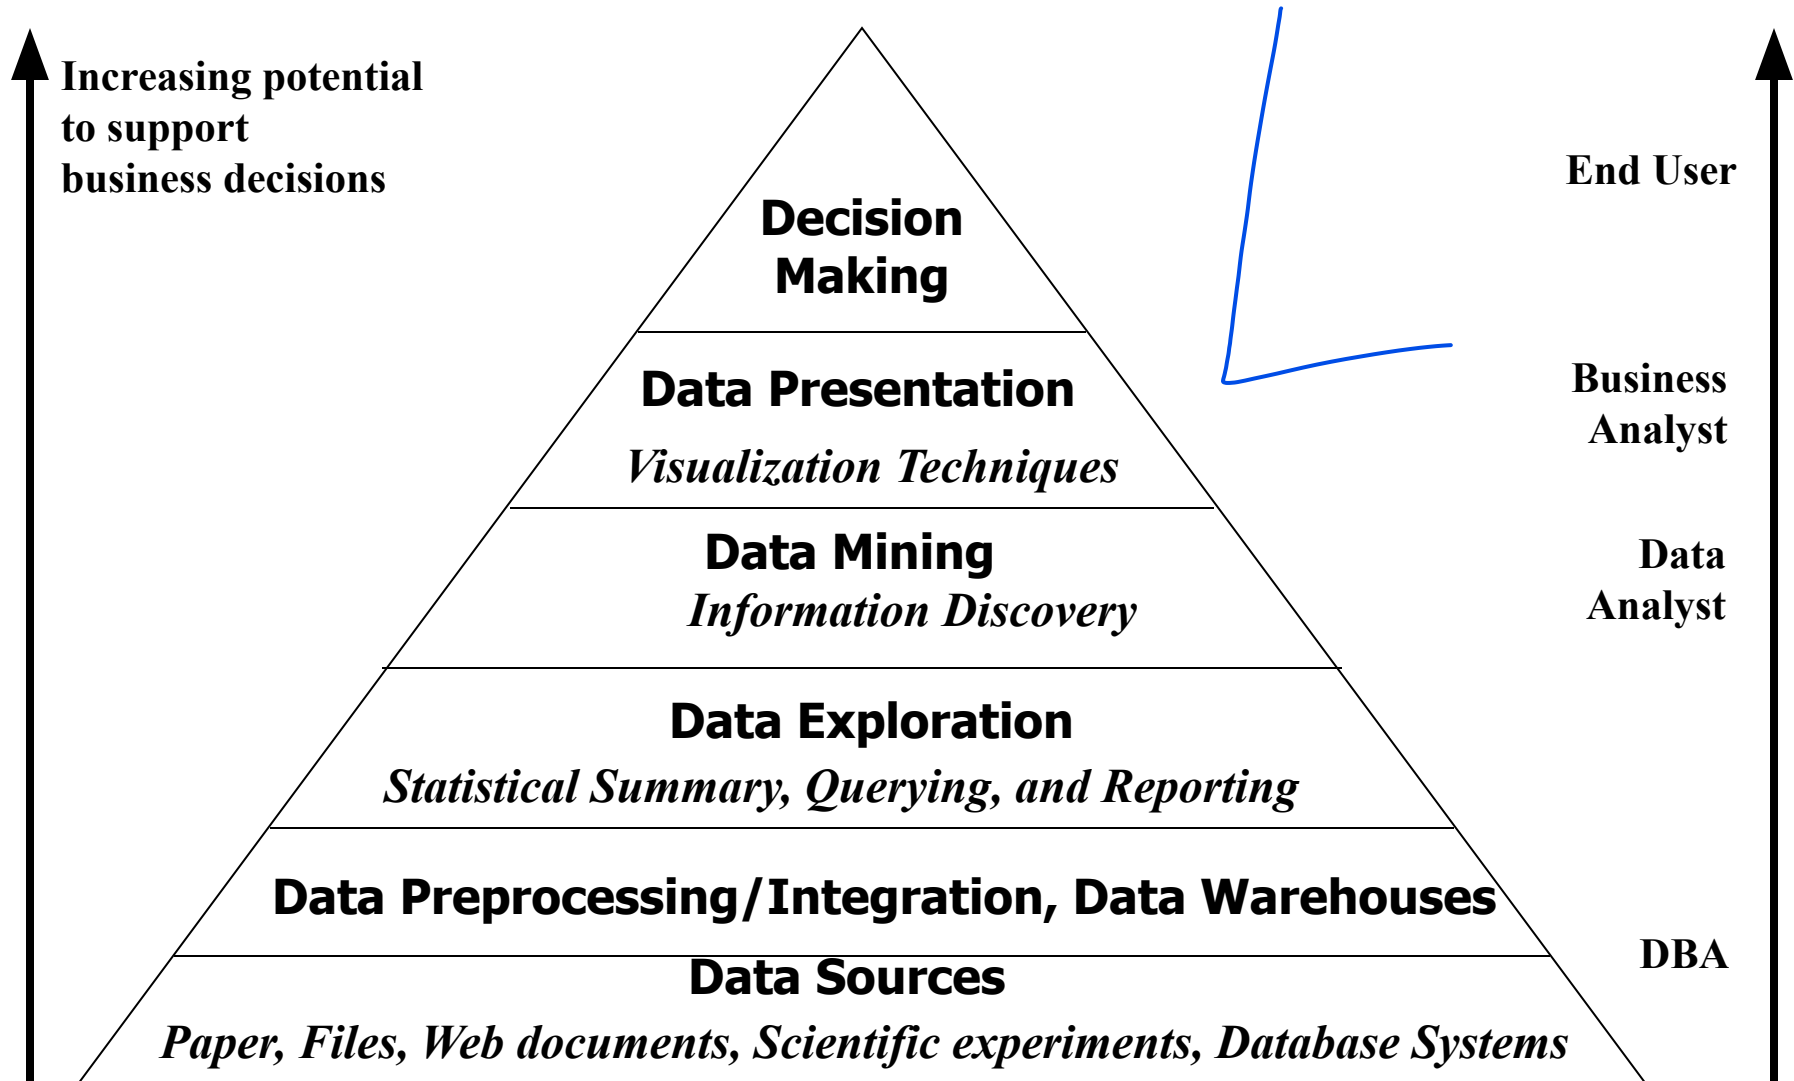 Increasing potential
to support
business decisions
End User
Decision
Making
Data Presentation
Visualization Techniques
Business
Analyst
Data Mining
Information Discovery
Data
Analyst
Data Exploration
Statistical Summary, Querying, and Reporting
Data Preprocessing/Integration, Data Warehouses
DBA
Data Sources
Paper, Files, Web documents, Scientific experiments, Database Systems